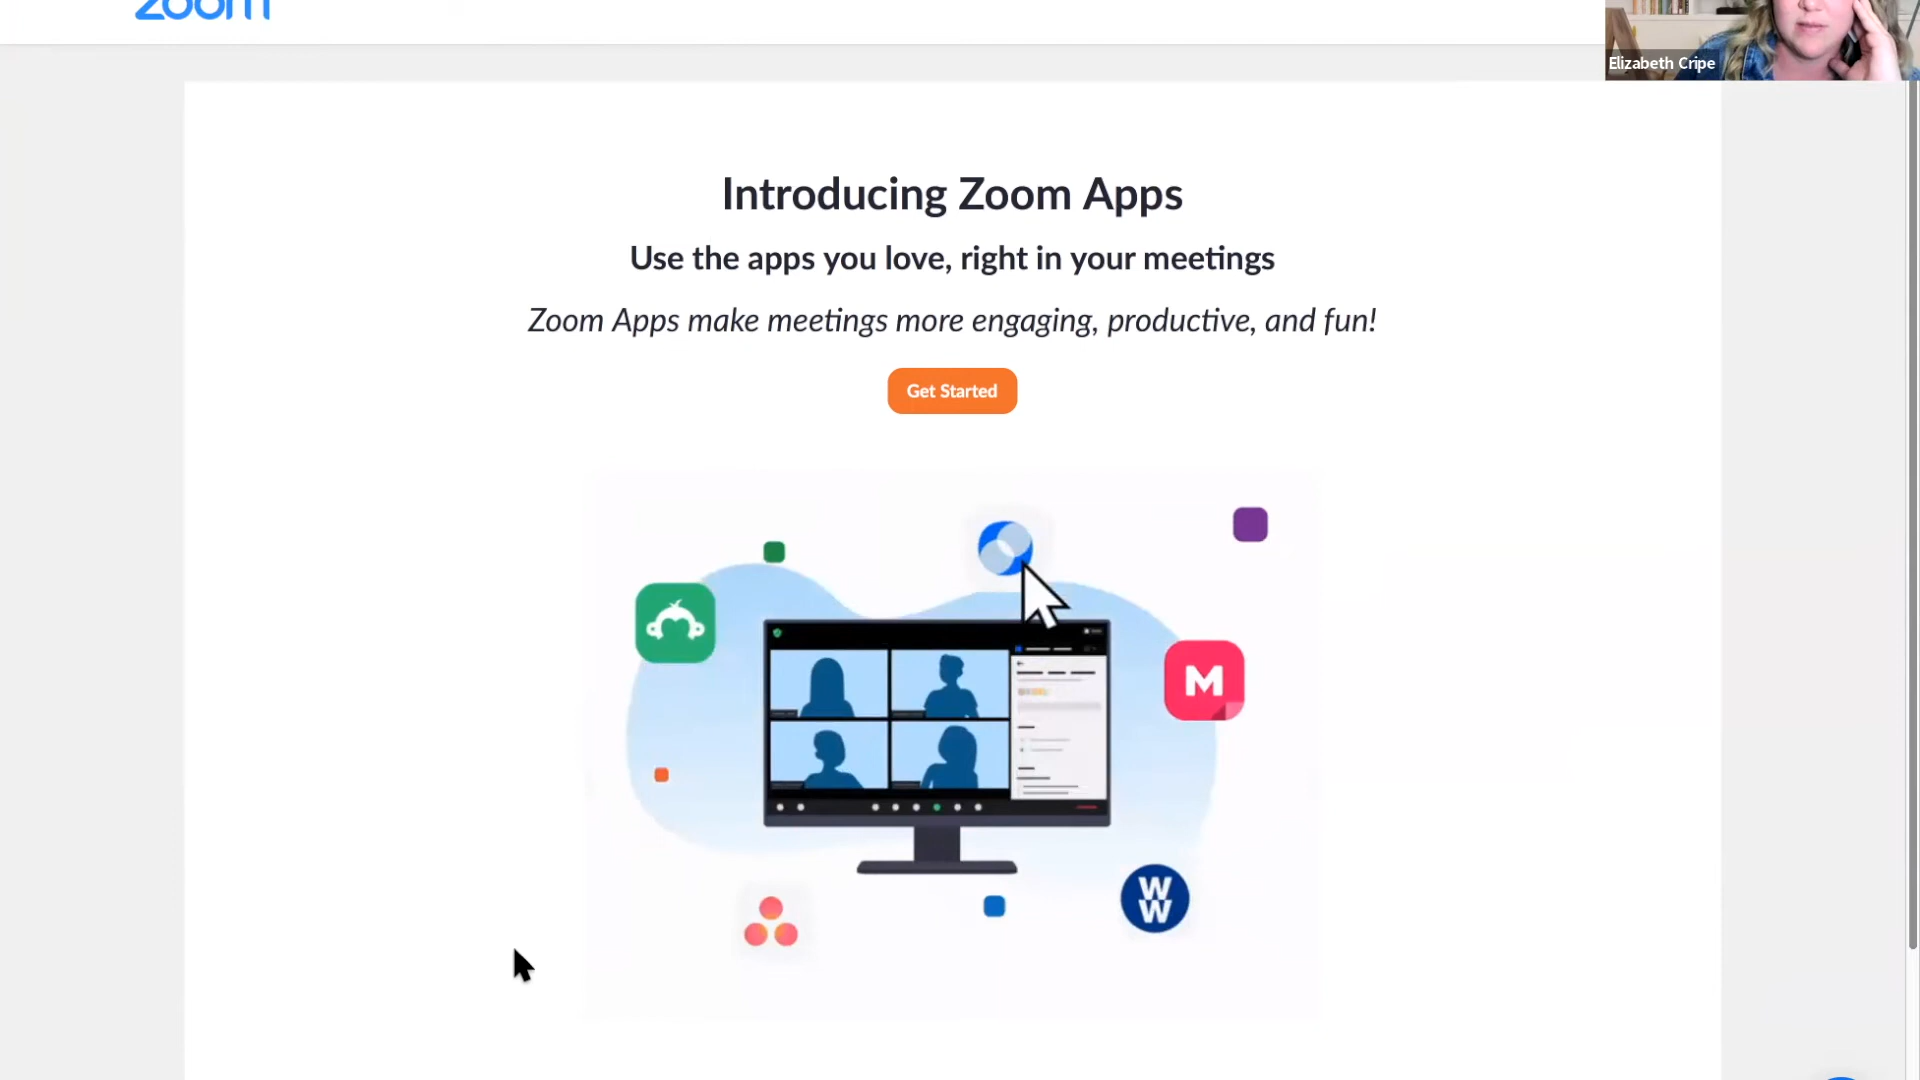 zoom
Elizabeth Cripe
Introducing Zoom Apps
Use the apps you love, right in your meetings
Zoom Apps make meetings more engaging, productive, and fun!
Get Started
M
W
W